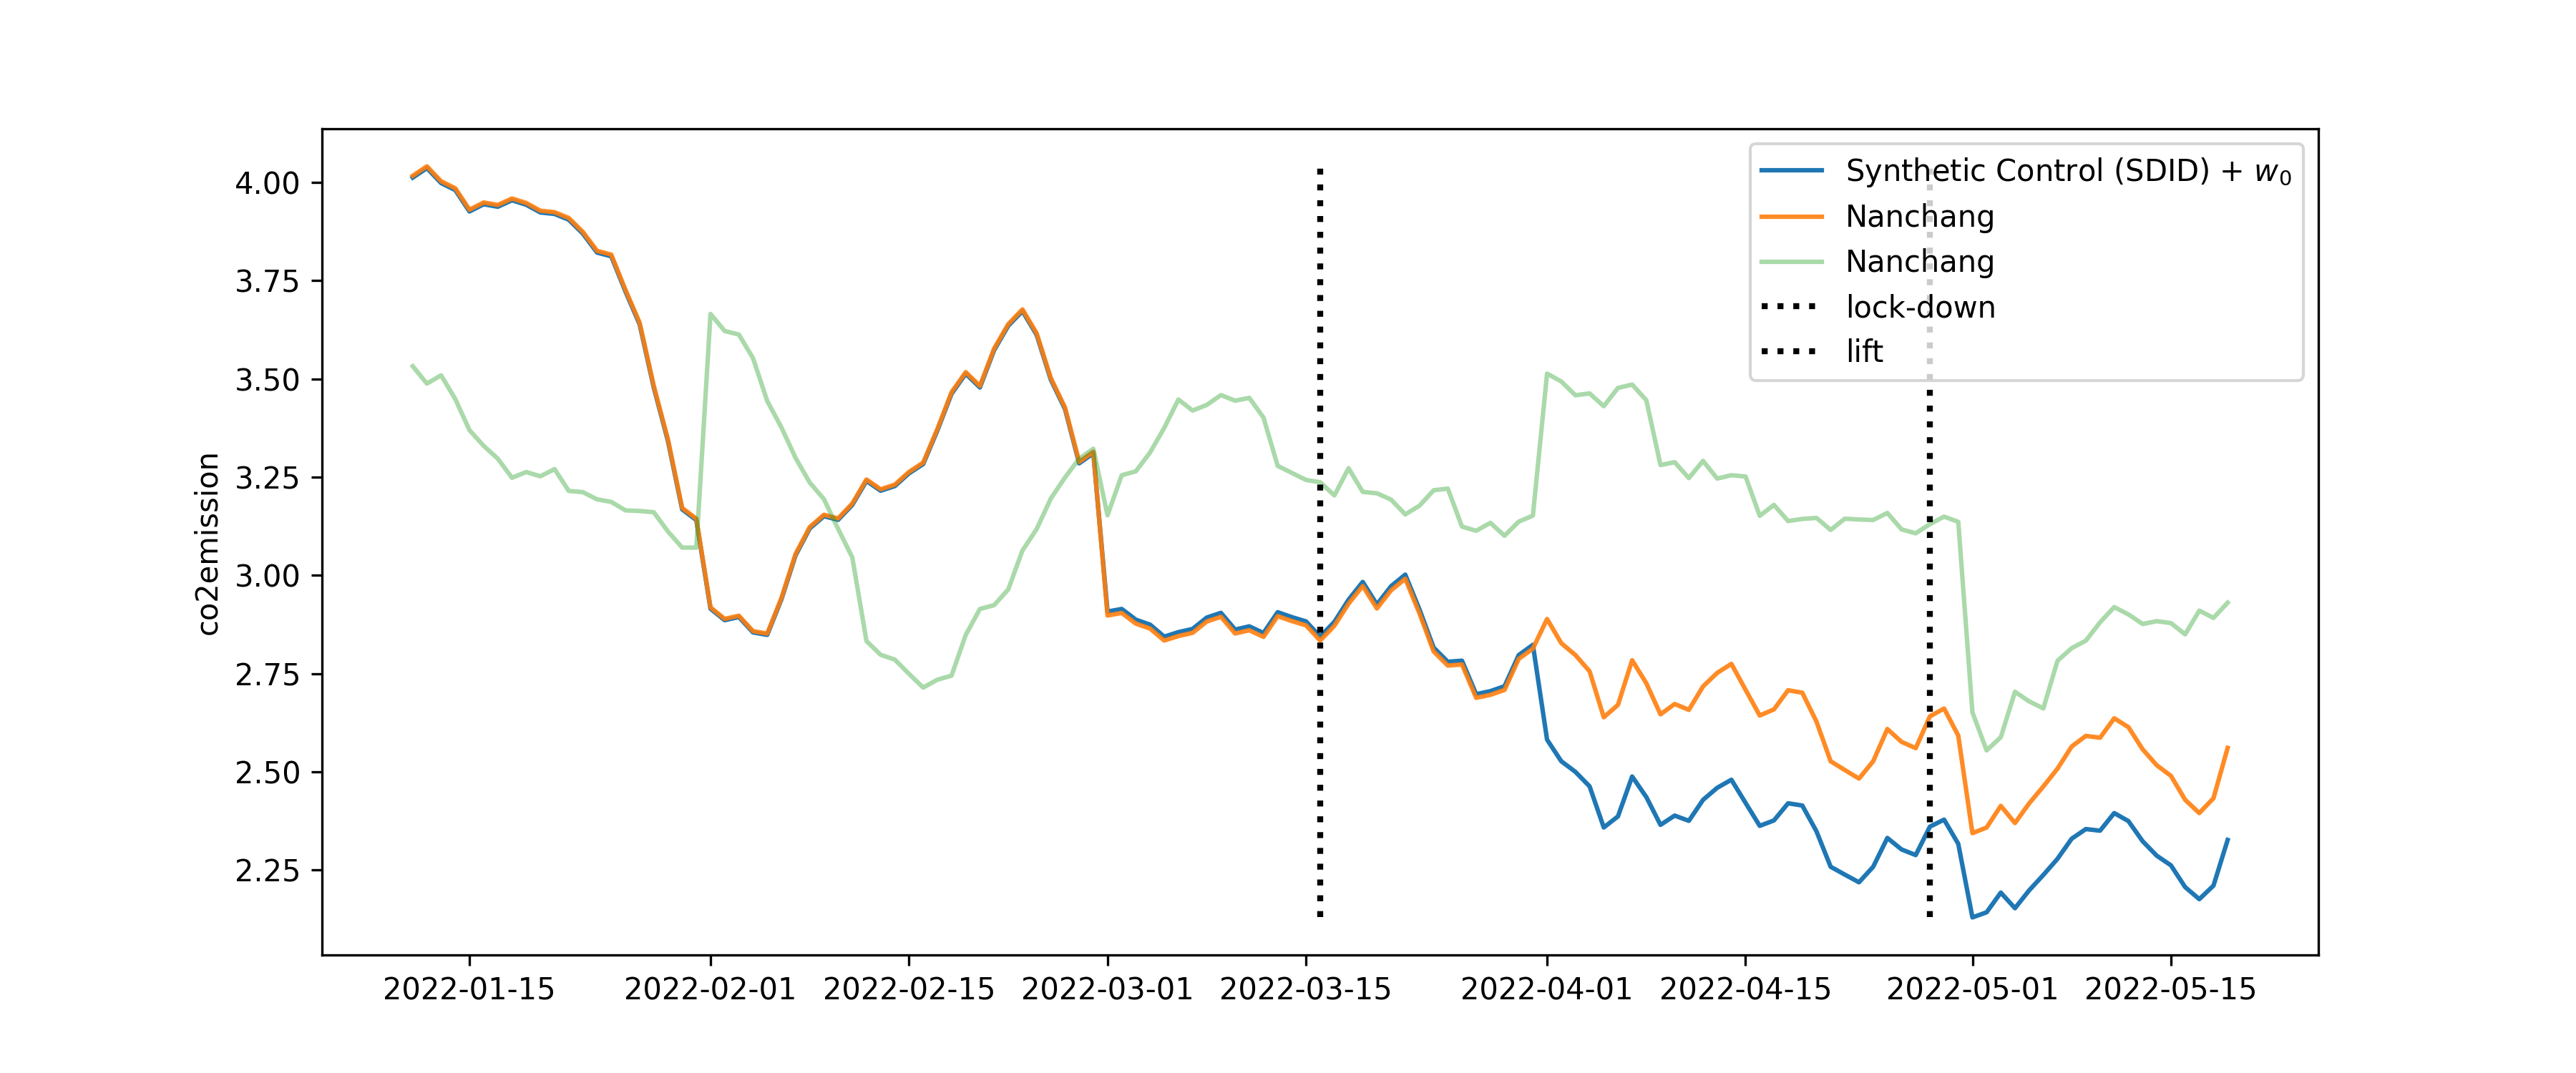 co2emission
4.00
3.75
3.50
3.25
3.00
2.75
2.50
2.25
Synthetic Control (SDID) + w₀
Nanchang
Nanchang
lock-down
lift
2022-01-15 2022-02-01 2022-02-15 2022-03-01 2022-03-15 2022-04-01 2022-04-15 2022-05-01 2022-05-15